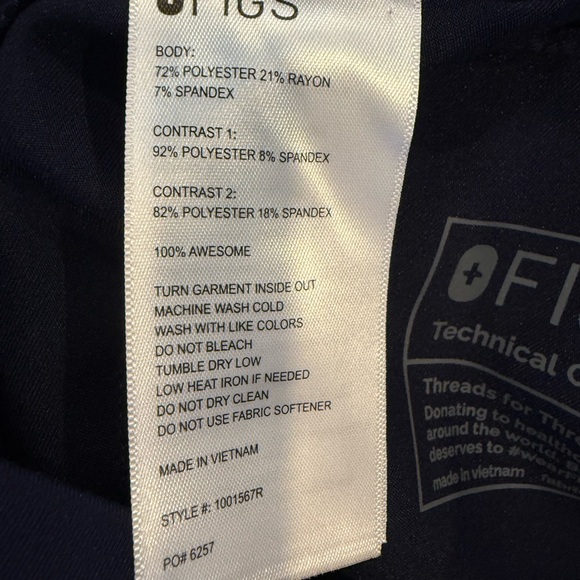 FIGS
BODY:
72% POLYESTER 21% RAYON
7% SPANDEX
CONTRAST 1:
92% POLYESTER 8% SPANDEX
CONTRAST 2:
82% POLYESTER 18% SPANDEX
100% AWESOME
TURN GARMENT INSIDE OUT
MACHINE WASH COLD
WASH WITH LIKE COLORS
DO NOT BLEACH
TUMBLE DRY LOW
LOW HEAT IRON IF NEEDED
DO NOT DRY CLEAN
DO NOT USE FABRIC SOFTENER
MADE IN VIETNAM
STYLE #: 1001567R
PO# 6257
Technical
Threads for
Donating to
around the world.
deserves to
made in vietnam